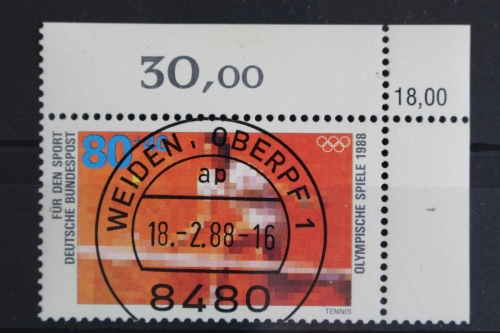 30,00
18,00
FÜR DEN SPORT
DEUTSCHE BUNDESPOST
80+40
OLYMPISCHE SPIELE 1988
TENNIS
WEIDEN, OBERPF 1
ap
18.-2.88-16
8480